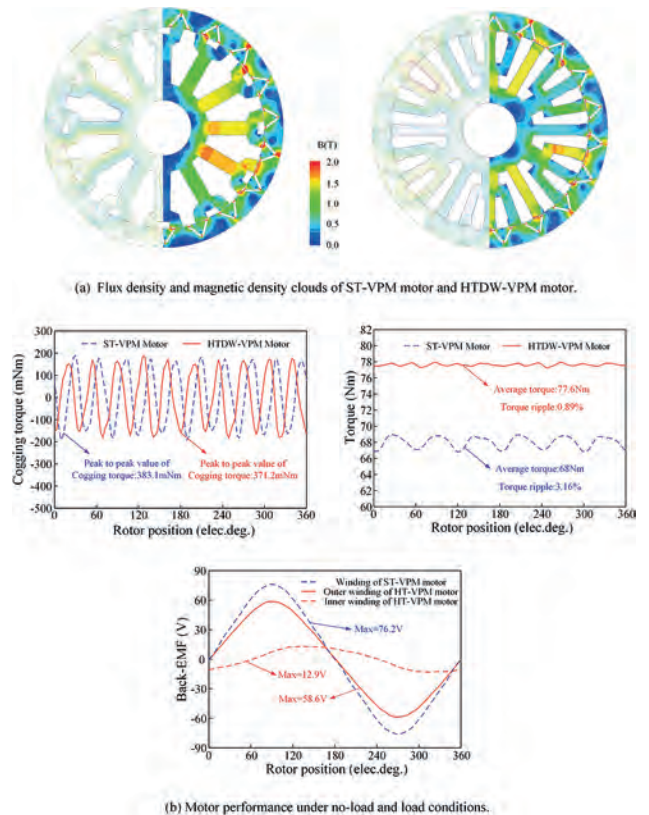 B(T)
2.0
1.5
1.0
0.5
0.0
(a) Flux density and magnetic density clouds of ST-VPM motor and HTDW-VPM motor.
300
200
100
0
-100
-200
-300
-400
-500
Cogging torque (mNm)
ST-VPM Motor
HTDW-VPM Motor
Peak to peak value of
Cogging torque:383.1mNm
Peak to peak value of
Cogging torque:371.2mNm
0 60 120 180 240 300 360
Rotor position (elec.deg.)
82
80
78
76
74
72
70
68
66
64
62
60
Torque (Nm)
ST-VPM Motor
HTDW-VPM Motor
Average torque:77.6Nm
Torque ripple:0.89%
Average torque:68Nm
Torque ripple:3.16%
0 60 120 180 240 300 360
Rotor position (elec.deg.)
90
60
30
0
-30
-60
-90
Back-EMF (V)
Winding of ST-VPM motor
Outer winding of HT-VPM motor
Inner winding of HT-VPM motor
Max=76.2V
Max=12.9V
Max=58.6V
0 60 120 180 240 300 360
Rotor position (elec.deg.)
(b) Motor performance under no-load and load conditions.